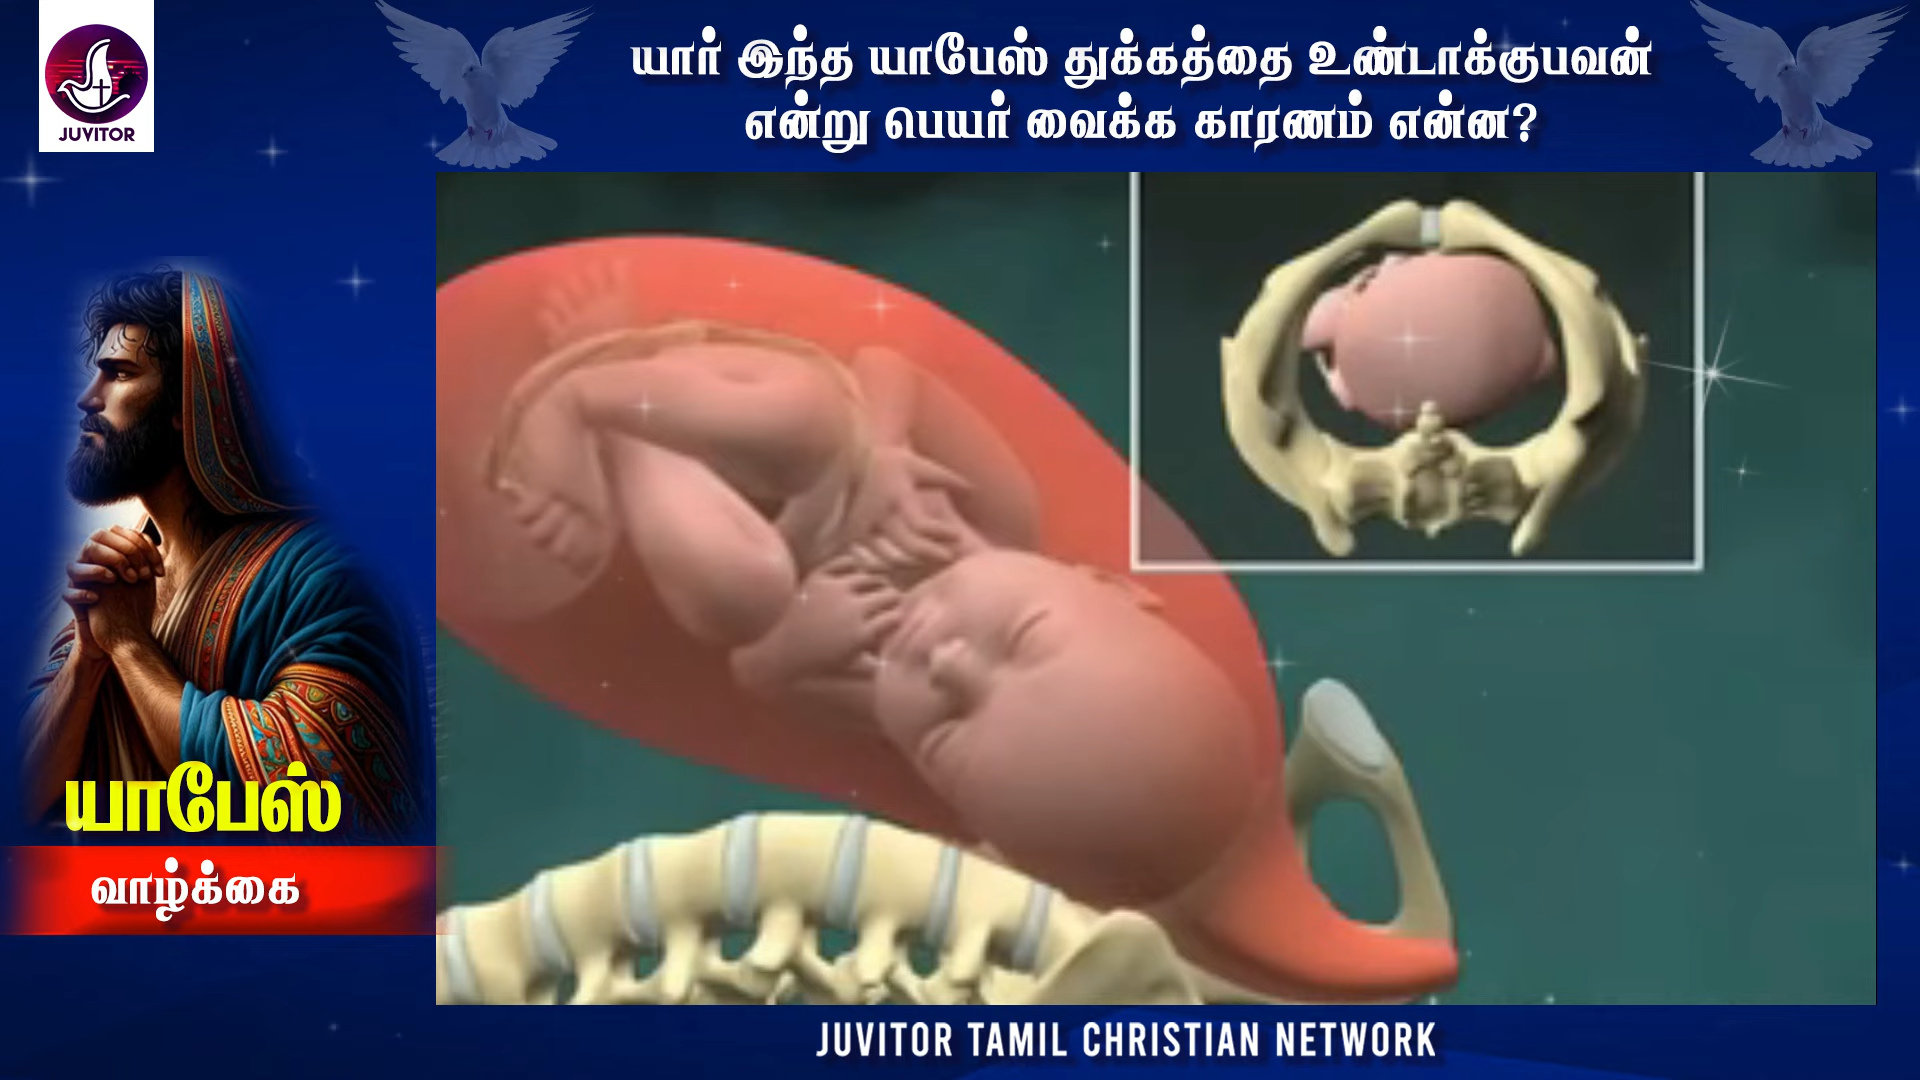 யார் இந்த யாபேஸ் துக்கத்தை உண்டாக்குபவன்
என்று பெயர் வைக்க காரணம் என்ன?
JUVITOR
யாபேஸ்
வாழ்க்கை
JUVITOR TAMIL CHRISTIAN NETWORK